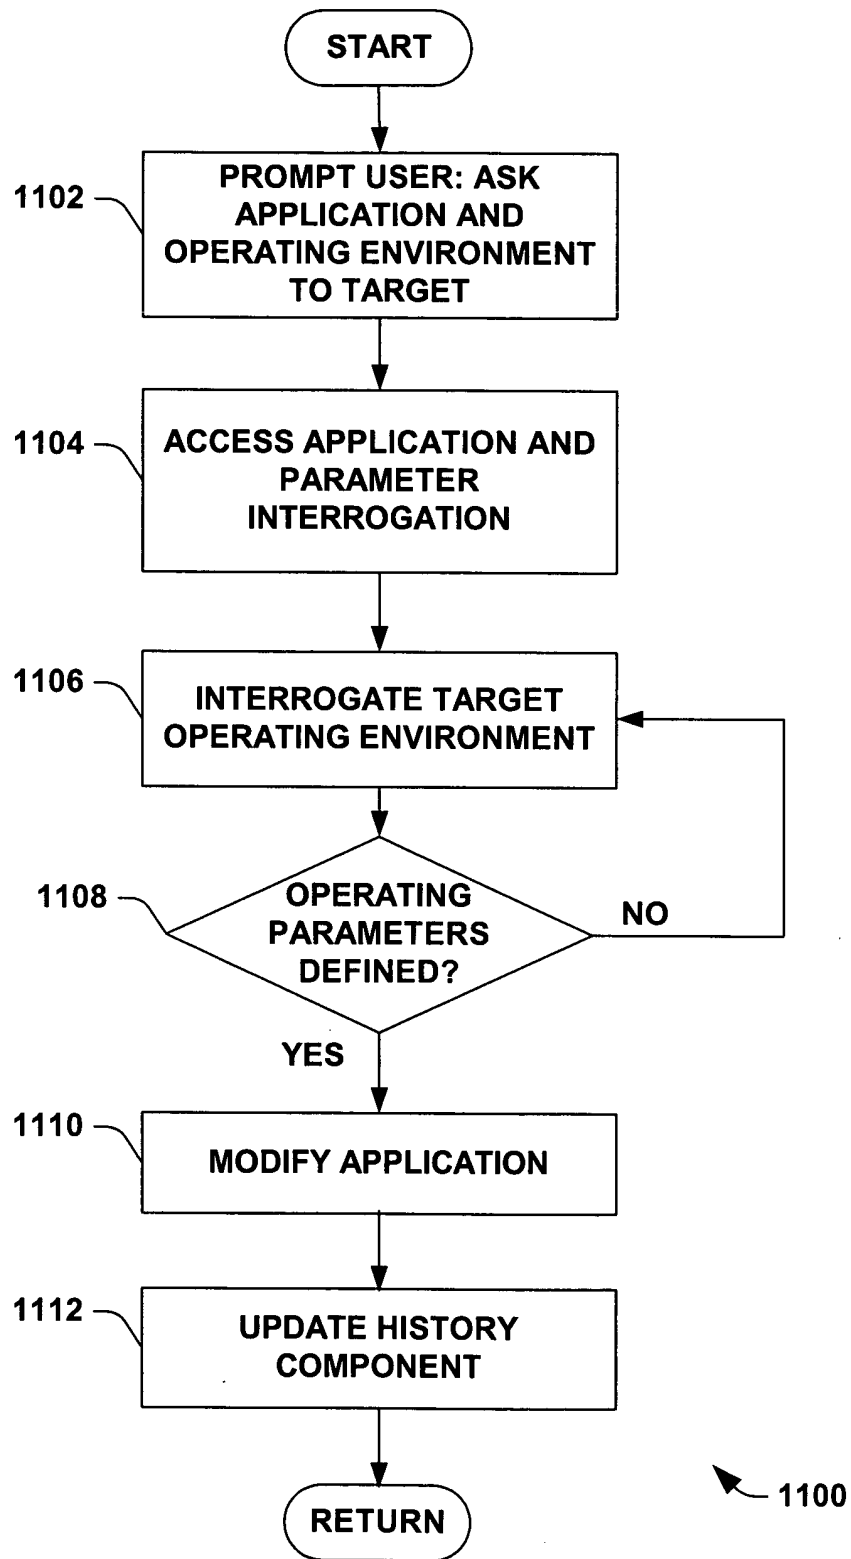 START
1102
PROMPT USER: ASK
APPLICATION AND
OPERATING ENVIRONMENT
TO TARGET
1104
ACCESS APPLICATION AND
PARAMETER
INTERROGATION
1106
INTERROGATE TARGET
OPERATING ENVIRONMENT
1108
OPERATING
PARAMETERS
DEFINED?
NO
YES
1110
MODIFY APPLICATION
1112
UPDATE HISTORY
COMPONENT
RETURN
1100